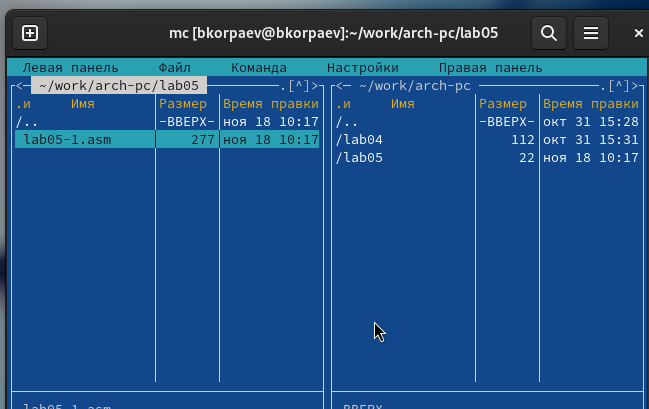 mc [bkorpaev@bkorpaev]:~/work/arch-pc/lab05
Левая панель Файл Команда Настройки Правая панель
<— ~/work/arch-pc/lab05 .[^]>
.и Имя Размер Время правки
/.. -ВВЕРХ- ноя 18 10:17
lab05-1.asm 277 ноя 18 10:17
lab05-1.asm
<— ~/work/arch-pc .[^]>
.и Имя Размер Время правки
/.. -ВВЕРХ- окт 31 15:28
/lab04 112 окт 31 15:31
/lab05 22 ноя 18 10:17
-ВВЕРХ-